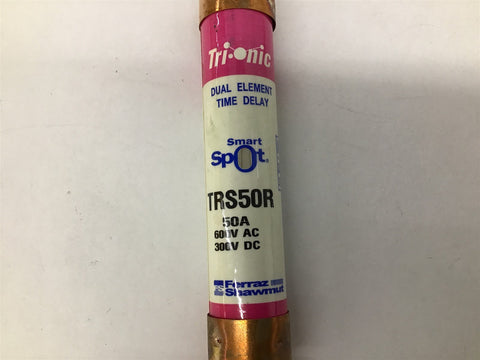 Tri-onic
DUAL ELEMENT
TIME DELAY
Smart
Spot®
TRS50R
50A
600V AC
300V DC
Ferraz
Shawmut